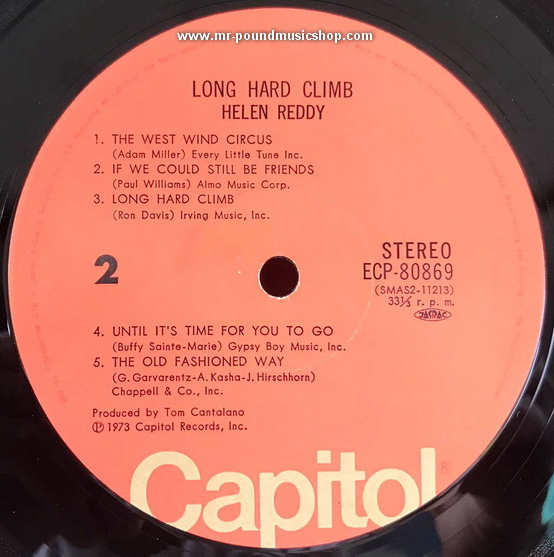 www.mr-poundmusicshop.com
LONG HARD CLIMB
HELEN REDDY
1. THE WEST WIND CIRCUS
(Adam Miller) Every Little Tune Inc.
2. IF WE COULD STILL BE FRIENDS
(Paul Williams) Almo Music Corp.
3. LONG HARD CLIMB
(Ron Davis) Irving Music, Inc.
2
STEREO
ECP-80869
(SMAS2-11213)
33⅓ r. p. m.
JASRAC
4. UNTIL IT'S TIME FOR YOU TO GO
(Buffy Sainte-Marie) Gypsy Boy Music, Inc.
5. THE OLD FASHIONED WAY
(G. Garvarentz-A. Kasha-J. Hirschhorn)
Chappell & Co., Inc.
Produced by Tom Cantalano
℗ 1973 Capitol Records, Inc.
Capitol®